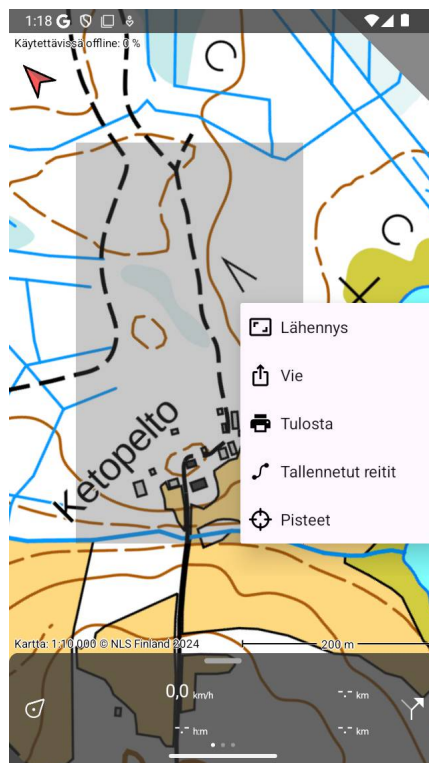 1:18
Käytettävissä offline: 0 %
Lähennys
Vie
Tulosta
Tallennetut reitit
Pisteet
Ketopelto
Kartta: 1:10 000 © NLS Finland 2024
200 m
0,0 km/h
-.- km
-.- h:m
-.- km